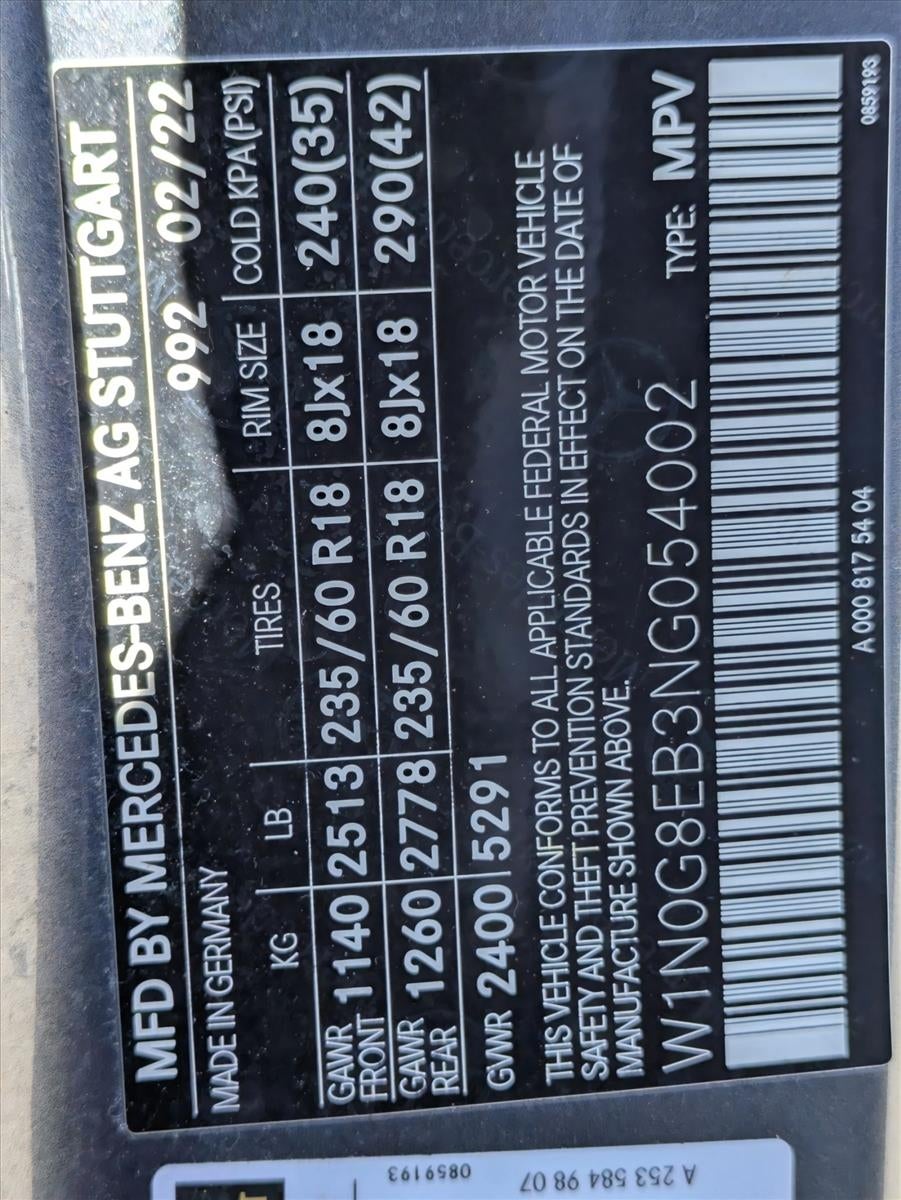 MFD BY MERCEDES-BENZ AG STUTTGART
MADE IN GERMANY 992 02/22
KG LB TIRES RIM SIZE COLD KPA(PSI)
GAWR FRONT 1140 2513 235/60 R18 8Jx18 240(35)
GAWR REAR 1260 2778 235/60 R18 8Jx18 290(42)
GVWR 2400 5291
THIS VEHICLE CONFORMS TO ALL APPLICABLE FEDERAL MOTOR VEHICLE
SAFETY AND THEFT PREVENTION STANDARDS IN EFFECT ON THE DATE OF
MANUFACTURE SHOWN ABOVE.
W1N0G8EB3NG054002 TYPE: MPV
A 000 817 54 04 0859193
A 253 584 98 07 0859193